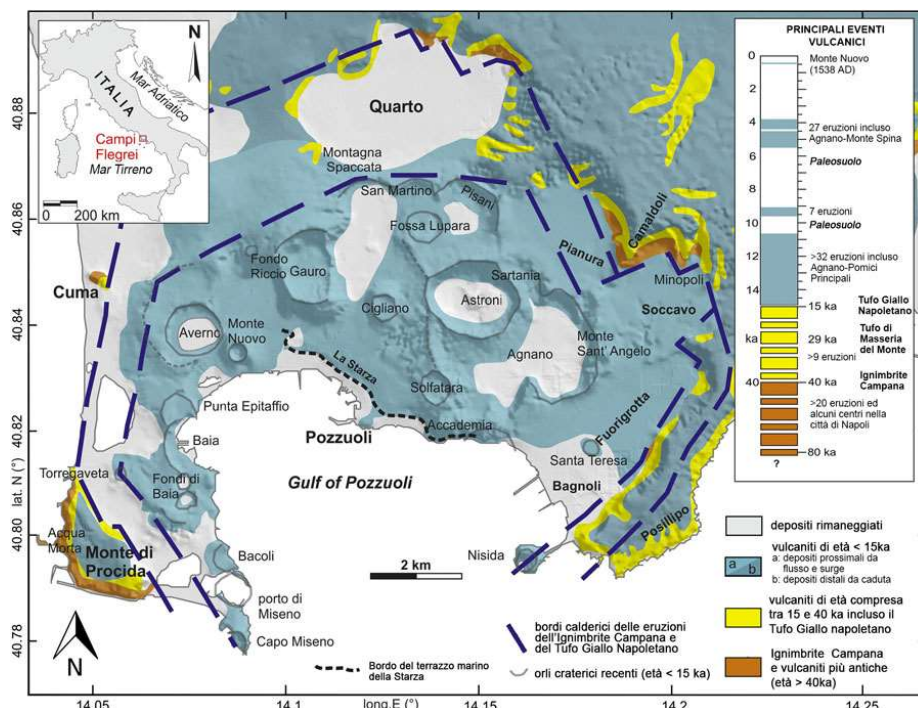 N
ITALIA
Mar Adriatico
Campi
Flegrei
Mar Tirreno
0 200 km
40.88
40.86
40.84
40.82
40.80
40.78
lat. N (°)
Quarto
Montagna
Spaccata
San Martino
Pisani
Fossa Lupara
Camaldoli
Pianura
Fondo
Riccio
Gauro
Sartania
Minopoli
Cuma
Cigliano
Astroni
Soccavo
Averno
Monte
Nuovo
Monte
Sant' Angelo
La Starza
Agnano
Solfatara
Punta Epitaffio
Fuorigrotta
Accademia
Pozzuoli
Baia
Santa Teresa
Torregaveta
Fondi di
Baia
Gulf of Pozzuoli
Bagnoli
Posillipo
Acqua
Morta
Monte di
Procida
Bacoli
Nisida
2 km
porto di
Miseno
Capo Miseno
N
bordi calderici delle eruzioni
dell'Ignimbrite Campana e
del Tufo Giallo Napoletano
Bordo del terrazzo marino
della Starza
orli craterici recenti (età < 15 ka)
14.05
14.1
14.15
14.2
long.E (°)
PRINCIPALI EVENTI
VULCANICI
0
2
4
6
8
10
12
14
ka
40
Monte Nuovo
(1538 AD)
27 eruzioni incluso
Agnano-Monte Spina
Paleosuolo
7 eruzioni
Paleosuolo
>32 eruzioni incluso
Agnano-Pomici
Principali
15 ka
Tufo Giallo
Napoletano
29 ka
Tufo di
Masseria
del Monte
>9 eruzioni
40 ka
Ignimbrite
Campana
>20 eruzioni ed
alcuni centri nella
città di Napoli
80 ka
?
depositi rimaneggiati
vulcaniti di età < 15ka
a b
a: depositi prossimali da
flusso e surge
b: depositi distali da caduta
vulcaniti di età compresa
tra 15 e 40 ka incluso il
Tufo Giallo napoletano
Ignimbrite Campana
e vulcaniti più antiche
(età > 40ka)